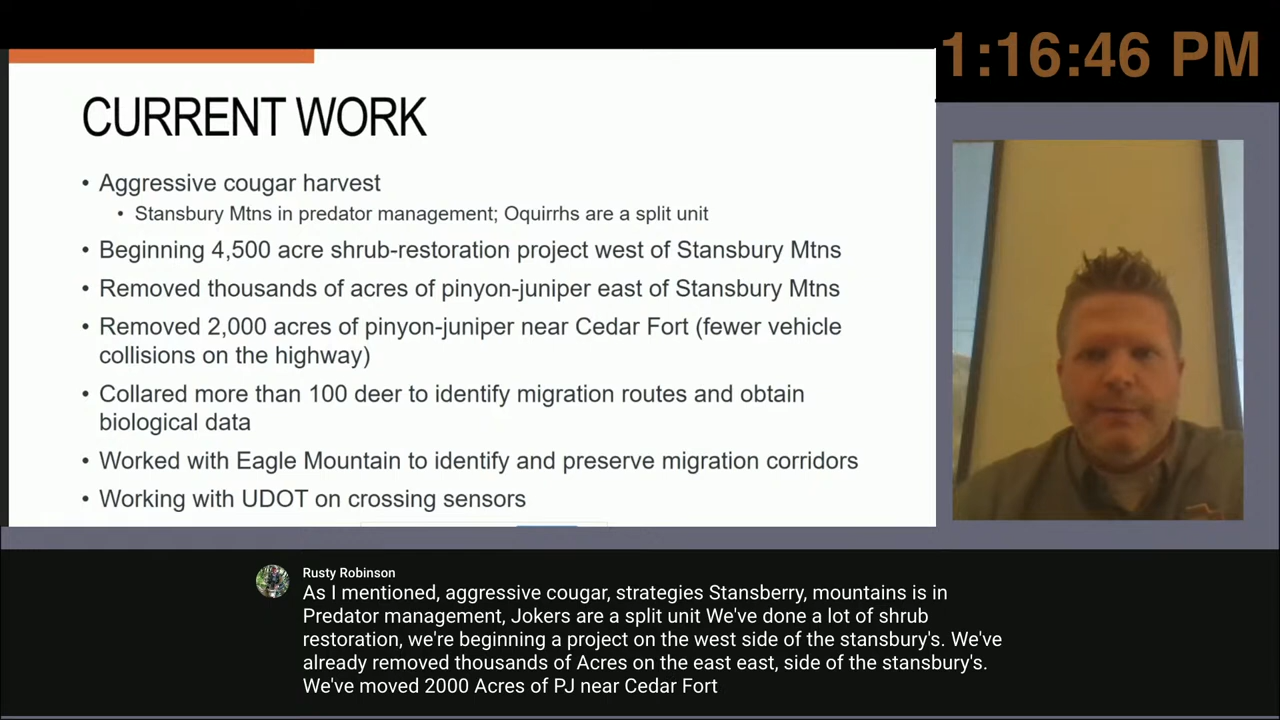 1:16:46 PM
CURRENT WORK
• Aggressive cougar harvest
• Stansbury Mtns in predator management; Oquirrhs are a split unit
• Beginning 4,500 acre shrub-restoration project west of Stansbury Mtns
• Removed thousands of acres of pinyon-juniper east of Stansbury Mtns
• Removed 2,000 acres of pinyon-juniper near Cedar Fort (fewer vehicle
collisions on the highway)
• Collared more than 100 deer to identify migration routes and obtain
biological data
• Worked with Eagle Mountain to identify and preserve migration corridors
• Working with UDOT on crossing sensors
Rusty Robinson
As I mentioned, aggressive cougar, strategies Stansberry, mountains is in
Predator management, Jokers are a split unit We've done a lot of shrub
restoration, we're beginning a project on the west side of the stansbury's. We've
already removed thousands of Acres on the east east, side of the stansbury's.
We've moved 2000 Acres of PJ near Cedar Fort